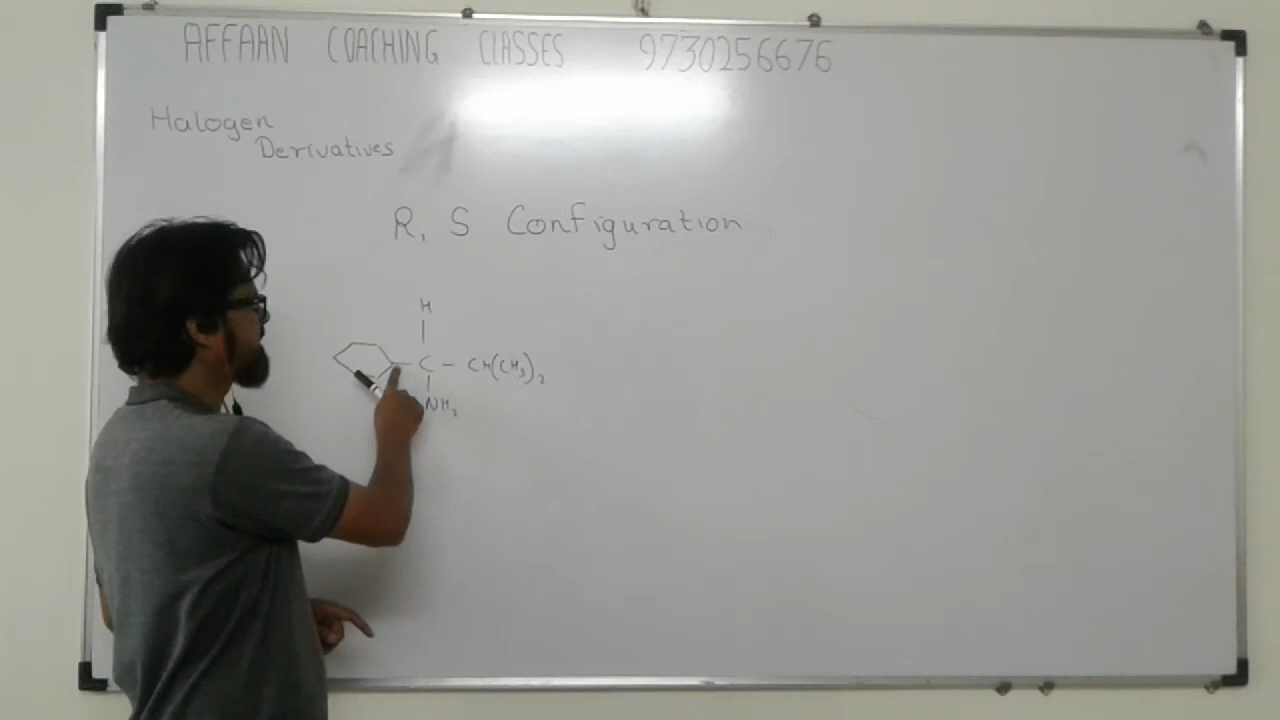 AFFAAN COACHING CLASSES 9730256676
Halogen
Derivatives
R, S Configuration
H
C - CH(CH3)2
NH2